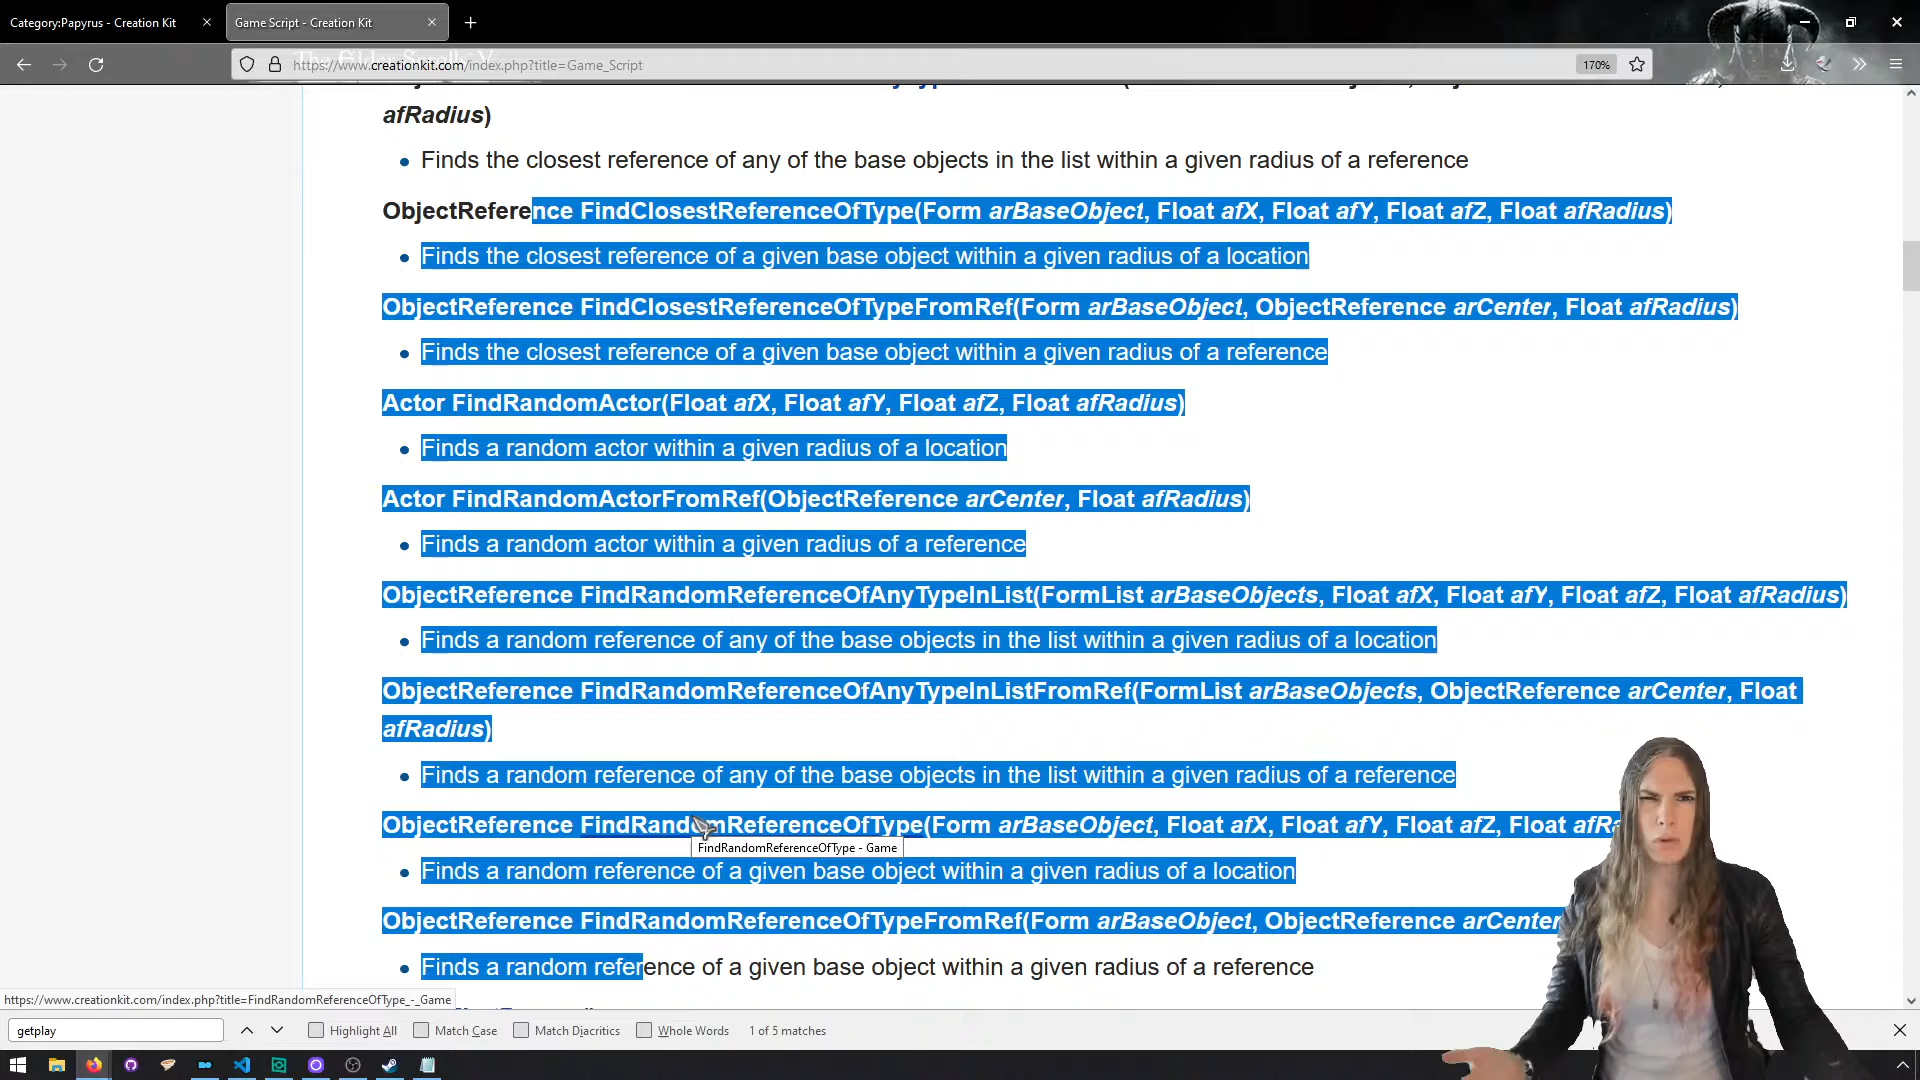 Category:Papyrus - Creation Kit
Game Script - Creation Kit
https://www.creationkit.com/index.php?title=Game_Script
170%
afRadius)
Finds the closest reference of any of the base objects in the list within a given radius of a reference
ObjectReference FindClosestReferenceOfType(Form arBaseObject, Float afX, Float afY, Float afZ, Float afRadius)
Finds the closest reference of a given base object within a given radius of a location
ObjectReference FindClosestReferenceOfTypeFromRef(Form arBaseObject, ObjectReference arCenter, Float afRadius)
Finds the closest reference of a given base object within a given radius of a reference
Actor FindRandomActor(Float afX, Float afY, Float afZ, Float afRadius)
Finds a random actor within a given radius of a location
Actor FindRandomActorFromRef(ObjectReference arCenter, Float afRadius)
Finds a random actor within a given radius of a reference
ObjectReference FindRandomReferenceOfAnyTypeInList(FormList arBaseObjects, Float afX, Float afY, Float afZ, Float afRadius)
Finds a random reference of any of the base objects in the list within a given radius of a location
ObjectReference FindRandomReferenceOfAnyTypeInListFromRef(FormList arBaseObjects, ObjectReference arCenter, Float
afRadius)
Finds a random reference of any of the base objects in the list within a given radius of a reference
ObjectReference FindRandomReferenceOfType(Form arBaseObject, Float afX, Float afY, Float afZ, Float afRa
FindRandomReferenceOfType - Game
Finds a random reference of a given base object within a given radius of a location
ObjectReference FindRandomReferenceOfTypeFromRef(Form arBaseObject, ObjectReference arCenter
Finds a random reference of a given base object within a given radius of a reference
https://www.creationkit.com/index.php?title=FindRandomReferenceOfType_-_Game
getplay
Highlight All
Match Case
Match Diacritics
Whole Words
1 of 5 matches